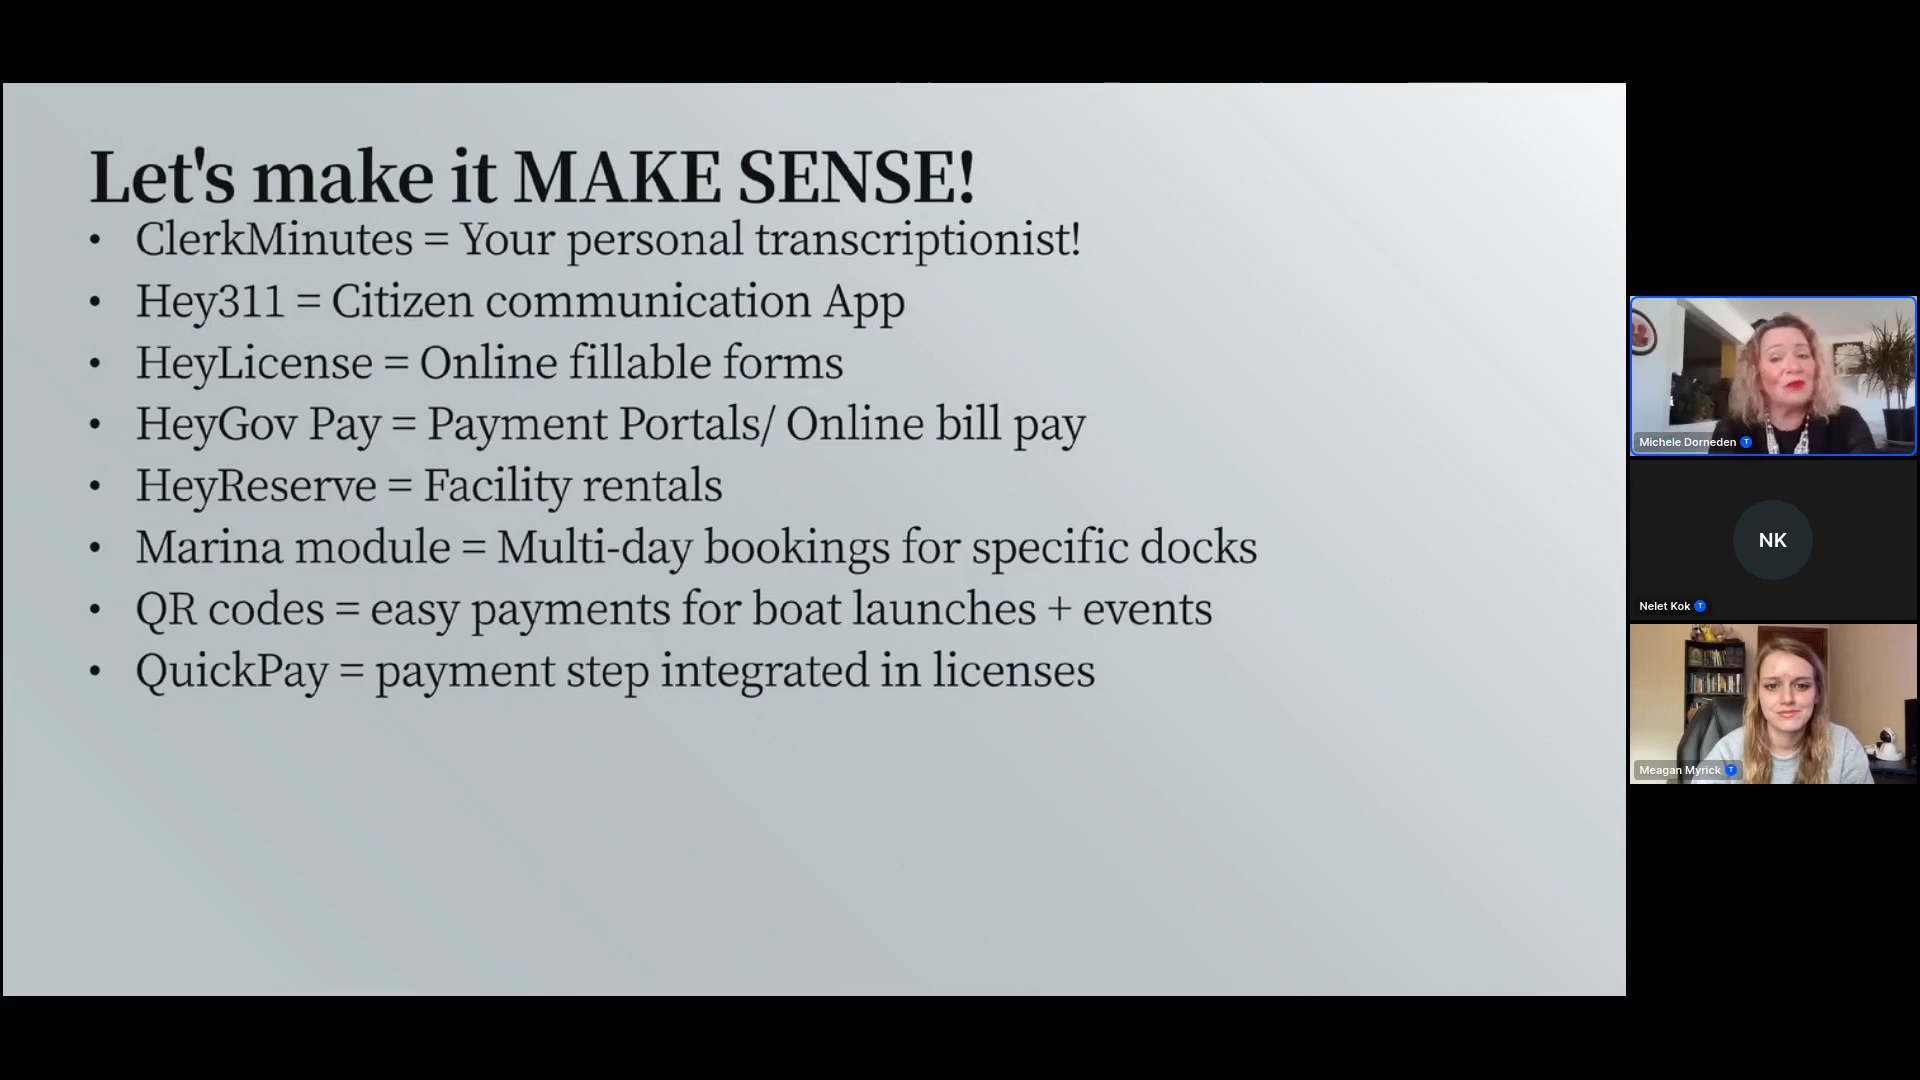 Let's make it MAKE SENSE!
• ClerkMinutes = Your personal transcriptionist!
• Hey311 = Citizen communication App
• HeyLicense = Online fillable forms
• HeyGov Pay = Payment Portals/ Online bill pay
• HeyReserve = Facility rentals
• Marina module = Multi-day bookings for specific docks
• QR codes = easy payments for boat launches + events
• QuickPay = payment step integrated in licenses
Michele Dorneden T
NK
Nelet Kok T
Meagan Myrick T